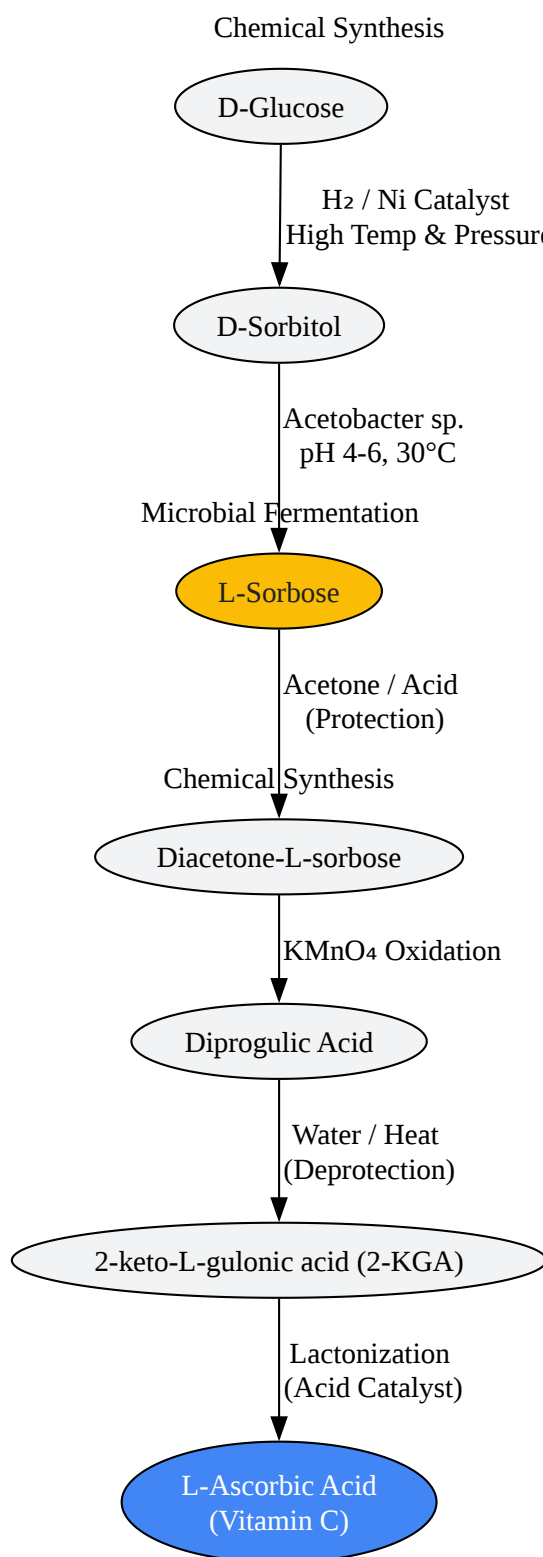 Chemical Synthesis
D-Glucose
H₂ / Ni Catalyst
High Temp & Pressure
D-Sorbitol
Acetobacter sp.
pH 4-6, 30°C
Microbial Fermentation
L-Sorbose
Acetone / Acid
(Protection)
Chemical Synthesis
Diacetone-L-sorbose
KMnO₄ Oxidation
Diprogulic Acid
Water / Heat
(Deprotection)
2-keto-L-gulonic acid (2-KGA)
Lactonization
(Acid Catalyst)
L-Ascorbic Acid
(Vitamin C)